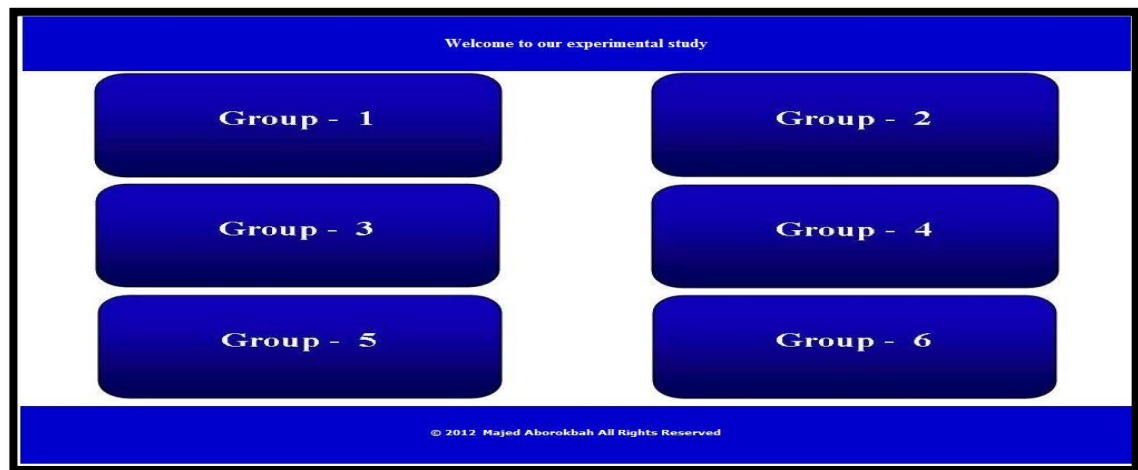 Welcome to our experimental study
Group - 1
Group - 2
Group - 3
Group - 4
Group - 5
Group - 6
© 2012 Majed Aborokbah All Rights Reserved